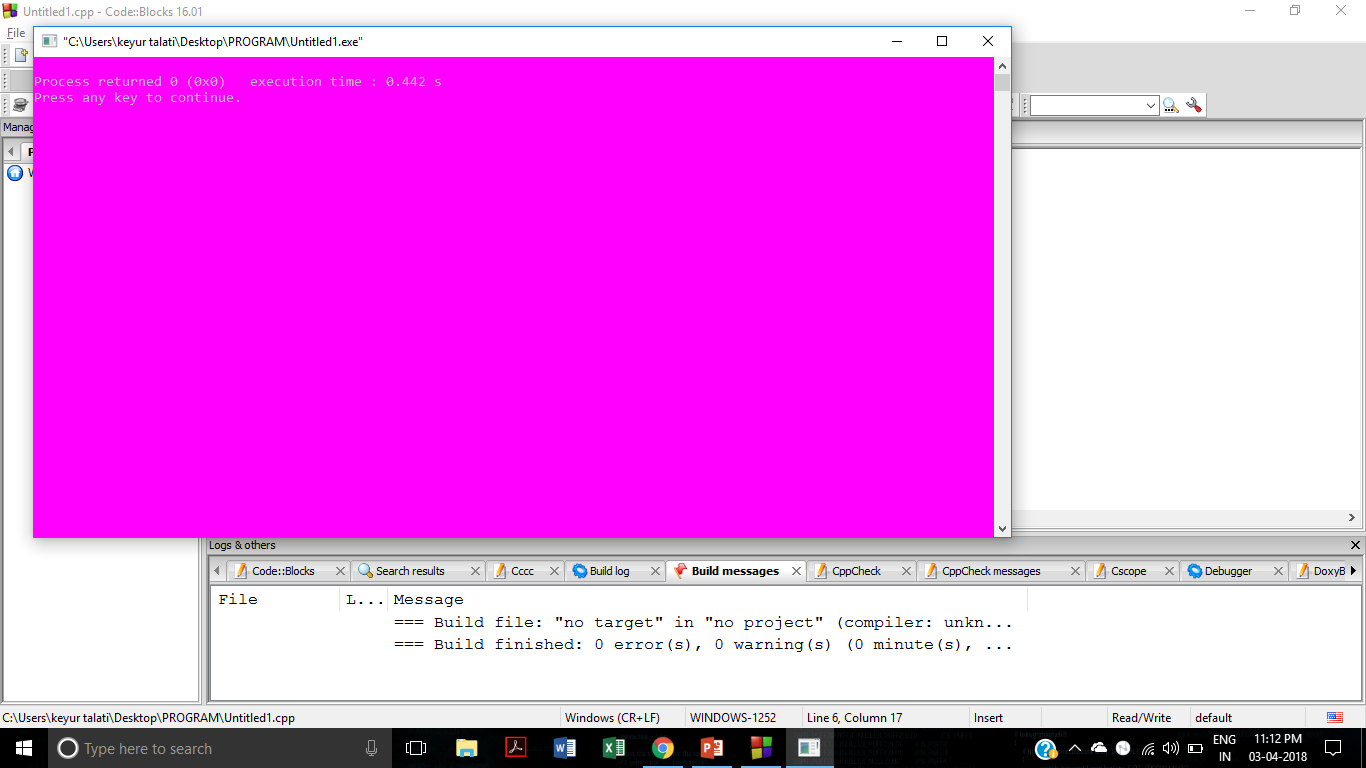 Untitled1.cpp - Code::Blocks 16.01
File
"C:\Users\keyur talati\Desktop\PROGRAM\Untitled1.exe"
Process returned 0 (0x0)   execution time : 0.442 s
Press any key to continue.
Manag
Logs & others
Code::Blocks
Search results
Cccc
Build log
Build messages
CppCheck
CppCheck messages
Cscope
Debugger
DoxyB
File L... Message
=== Build file: "no target" in "no project" (compiler: unkn...
=== Build finished: 0 error(s), 0 warning(s) (0 minute(s), ...
C:\Users\keyur talati\Desktop\PROGRAM\Untitled1.cpp Windows (CR+LF) WINDOWS-1252 Line 6, Column 17 Insert Read/Write default
Type here to search
ENG
IN
11:12 PM
03-04-2018